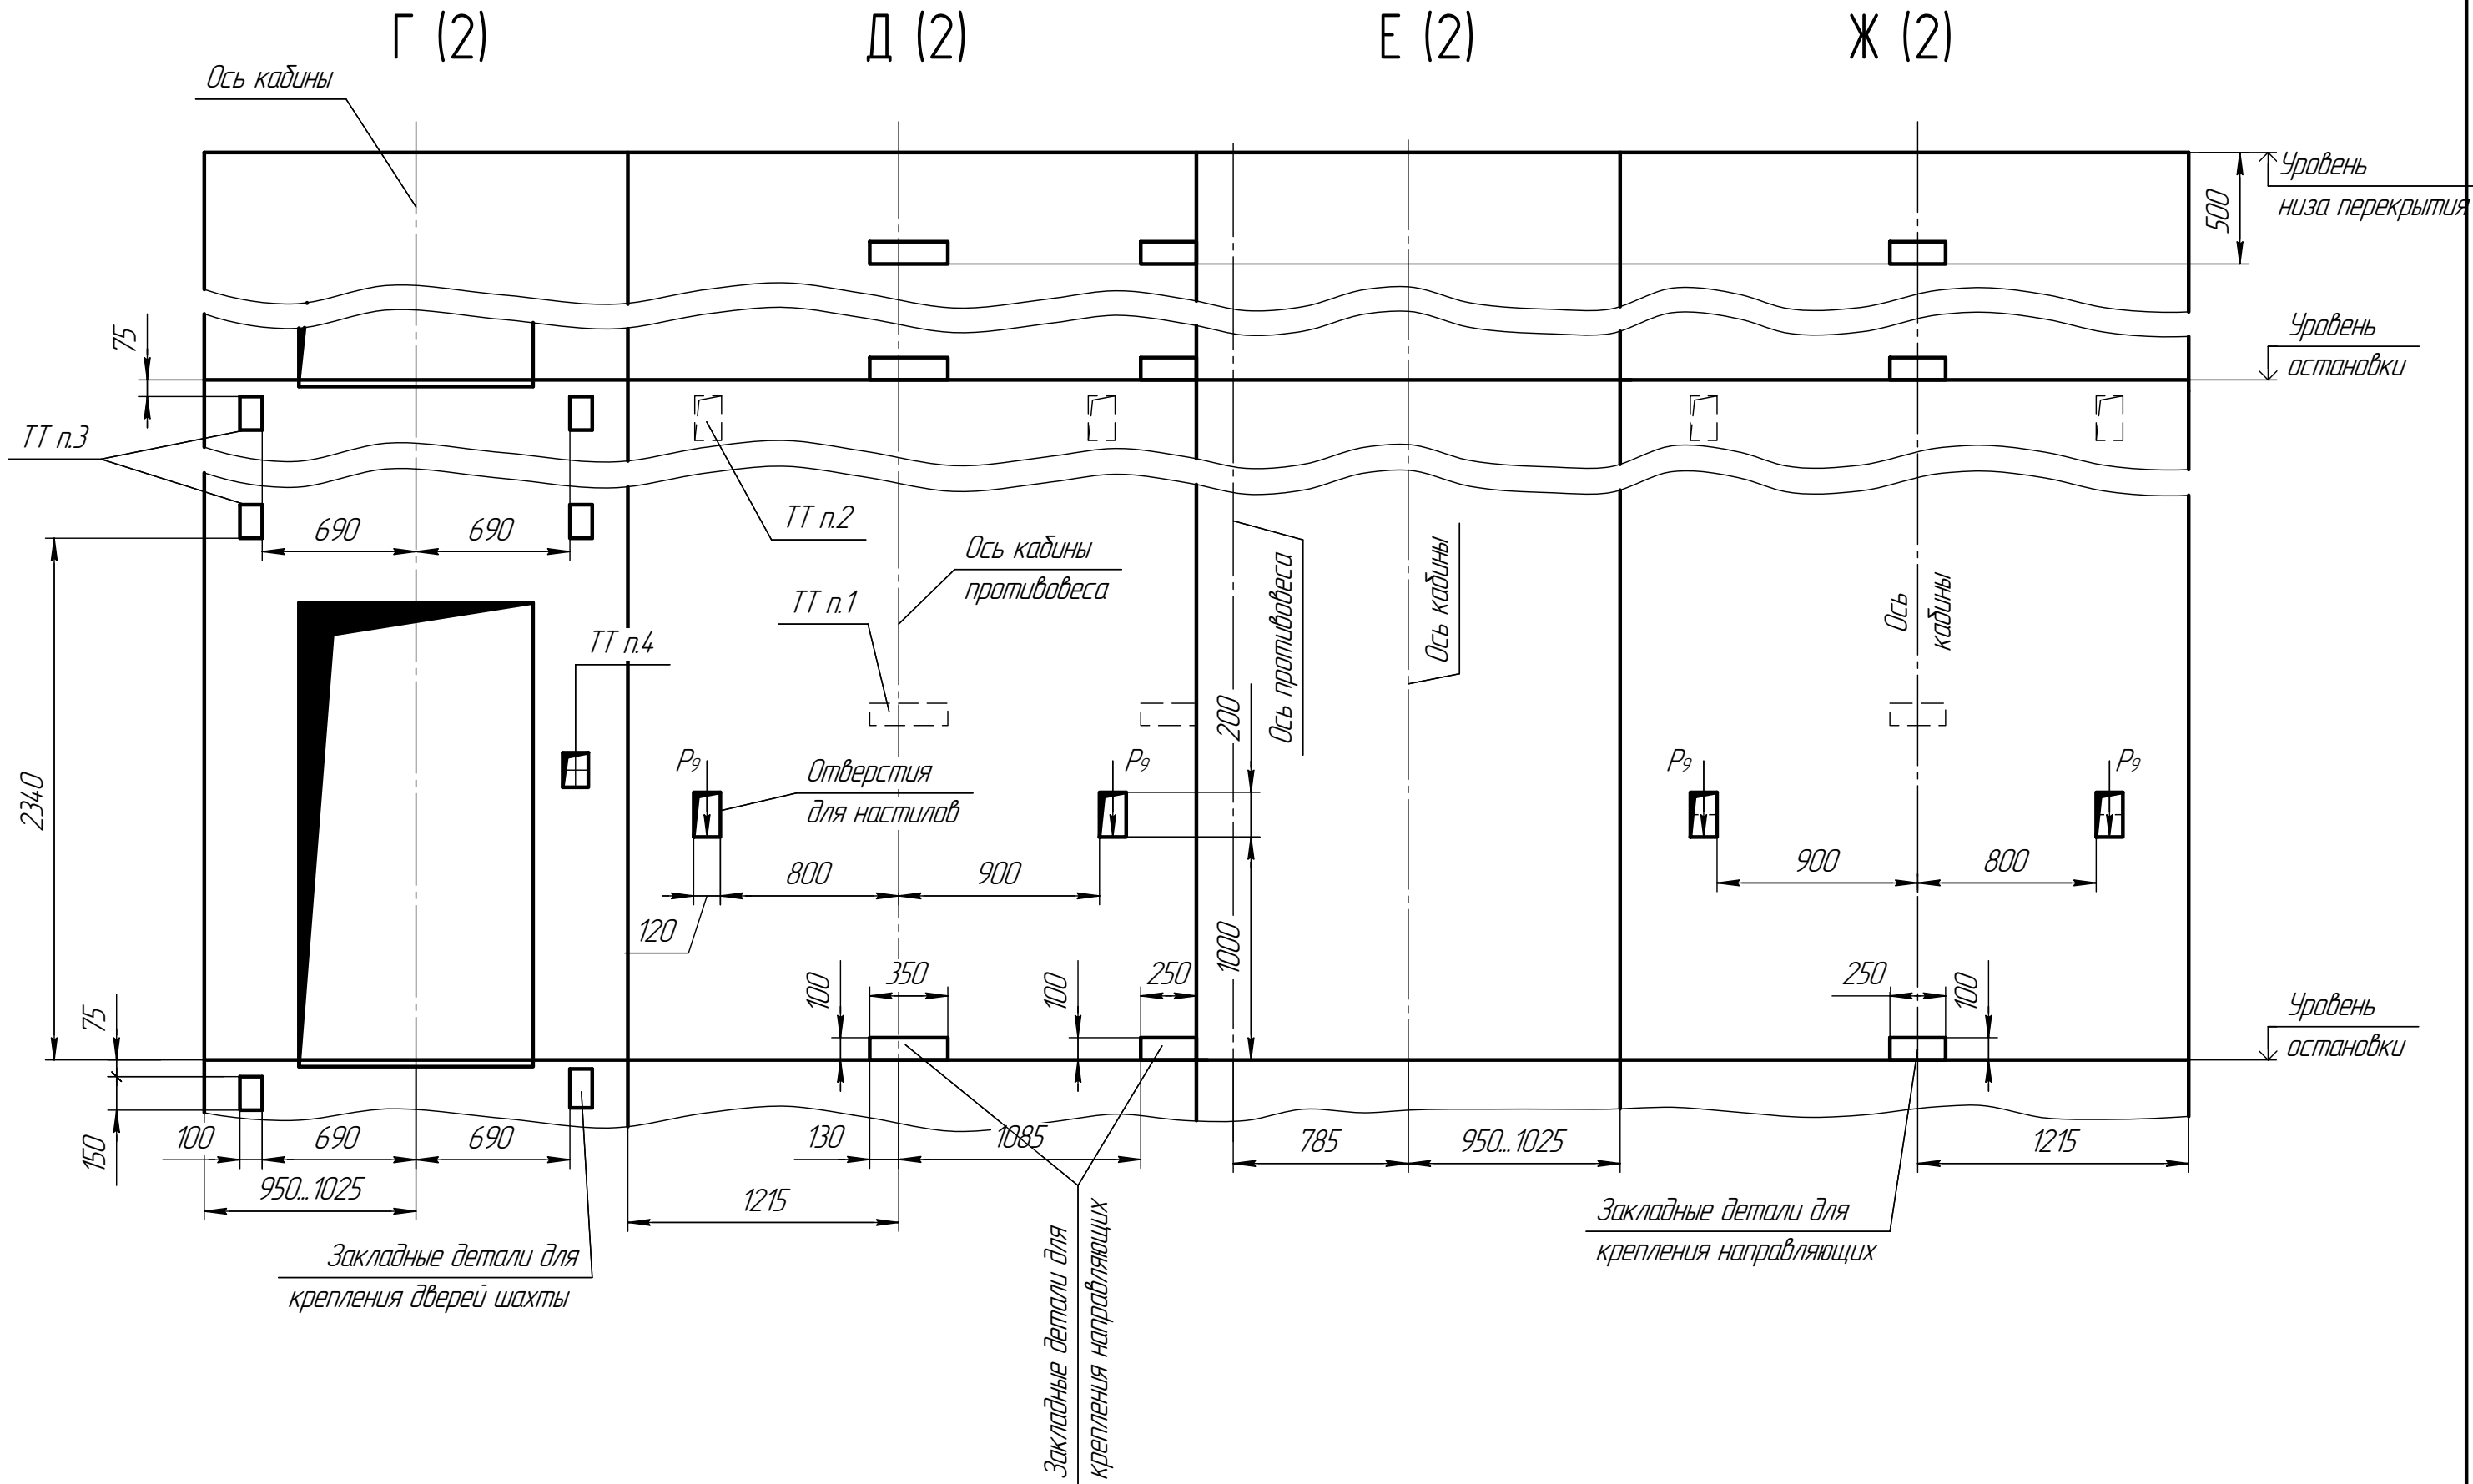 Г (2)
Д (2)
Е (2)
Ж (2)
Ось кабины
Уровень
низа перекрытия
500
Уровень
остановки
75
ТТ п.3
690
690
ТТ п.2
Ось кабины
противовеса
ТТ п.1
ТТ п.4
Ось противовеса
Ось кабины
Ось
кабины
2340
P₉
Отверстия
для настилов
P₉
200
P₉
P₉
800
900
120
1000
900
800
100
350
100
250
250
100
Уровень
остановки
75
150
100
690
690
950...1025
130
1085
1215
785
950...1025
1215
Закладные детали для
крепления дверей шахты
Закладные детали для
крепления направляющих
Закладные детали для
крепления направляющих